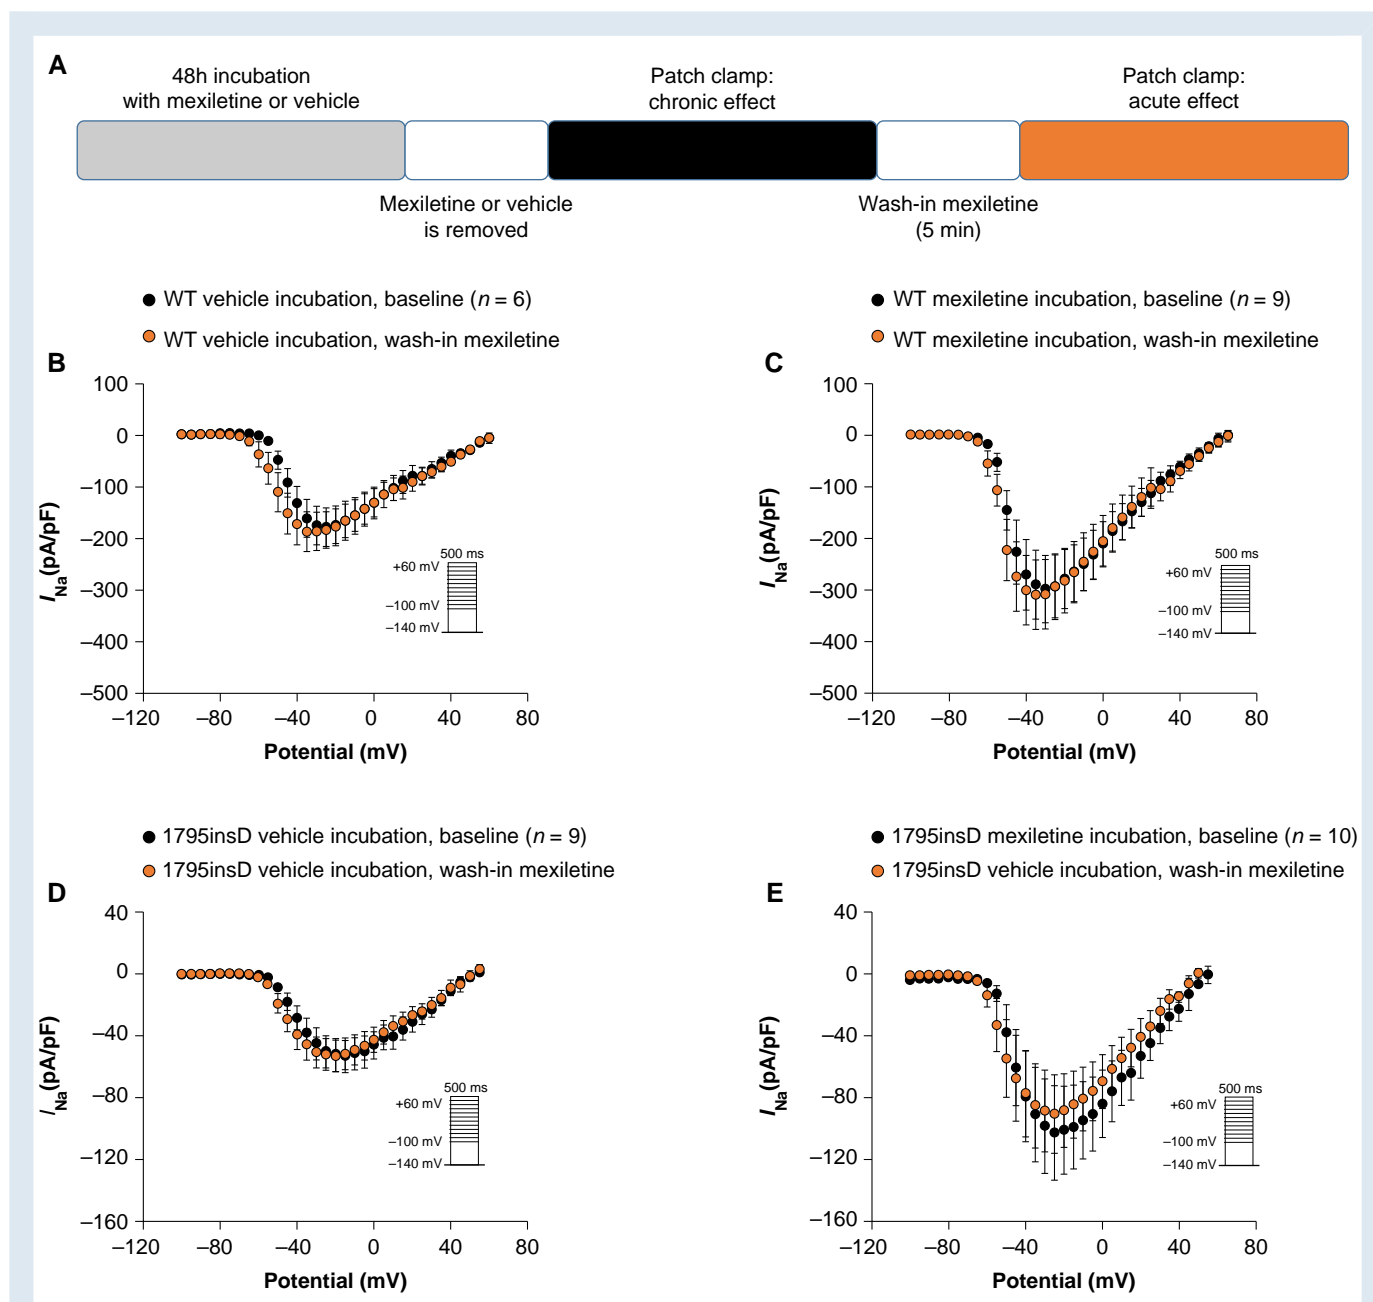 A
48h incubation
with mexiletine or vehicle
Patch clamp:
chronic effect
Patch clamp:
acute effect
Mexiletine or vehicle
is removed
Wash-in mexiletine
(5 min)
WT vehicle incubation, baseline (n = 6)
WT vehicle incubation, wash-in mexiletine
WT mexiletine incubation, baseline (n = 9)
WT mexiletine incubation, wash-in mexiletine
B
100
0
–100
–200
–300
–400
–500
INa(pA/pF)
500 ms
+60 mV
–100 mV
–140 mV
–120
–80
–40
0
40
80
Potential (mV)
C
100
0
–100
–200
–300
–400
–500
INa(pA/pF)
500 ms
+60 mV
–100 mV
–140 mV
–120
–80
–40
0
40
80
Potential (mV)
1795insD vehicle incubation, baseline (n = 9)
1795insD vehicle incubation, wash-in mexiletine
1795insD mexiletine incubation, baseline (n = 10)
1795insD vehicle incubation, wash-in mexiletine
D
40
0
–40
–80
–120
–160
INa(pA/pF)
500 ms
+60 mV
–100 mV
–140 mV
–120
–80
–40
0
40
80
Potential (mV)
E
40
0
–40
–80
–120
–160
INa(pA/pF)
500 ms
+60 mV
–100 mV
–140 mV
–120
–80
–40
0
40
80
Potential (mV)